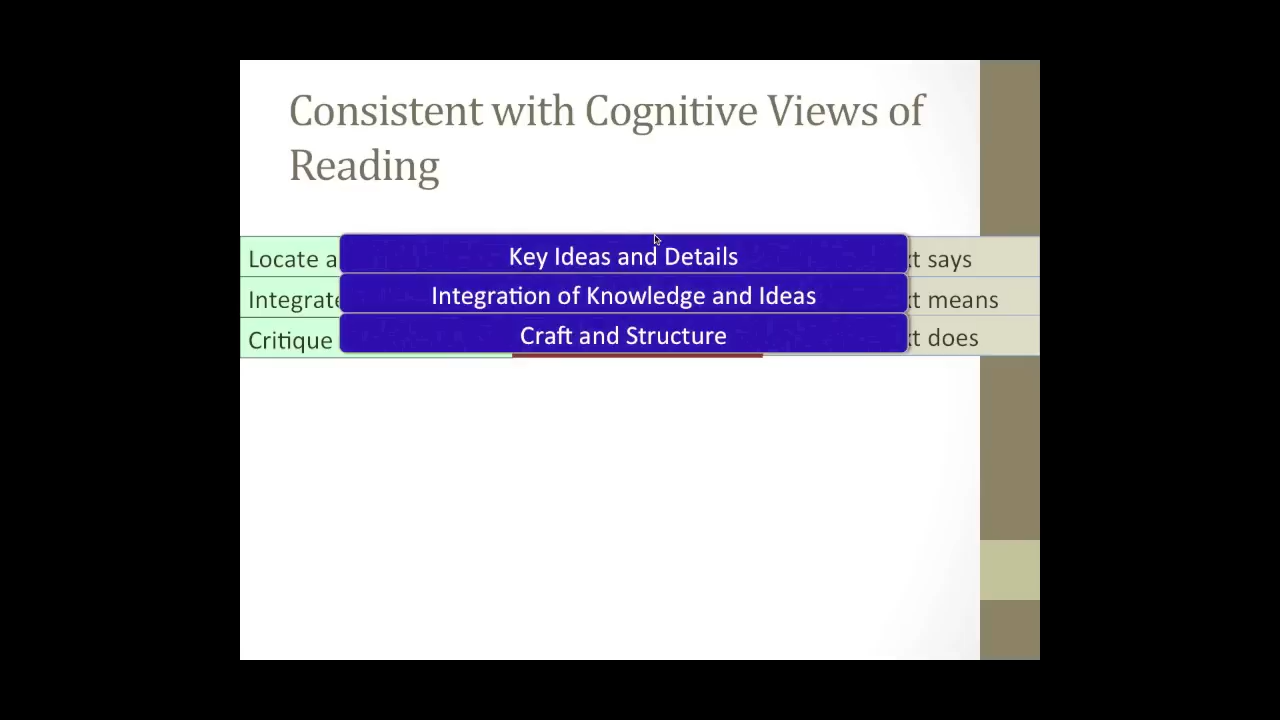 Consistent with Cognitive Views of
Reading
Locate
Key Ideas and Details
says
Integrate
Integration of Knowledge and Ideas
means
Critique
Craft and Structure
does